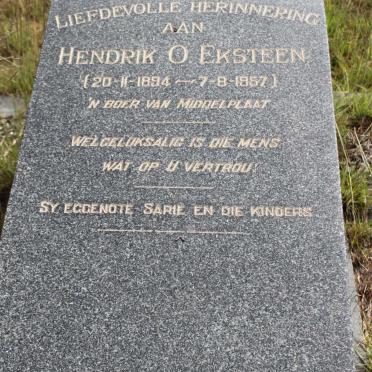 LIEFDEVOLLE HERINNERING
AAN
HENDRIK O. EKSTEEN
(20-11-1894 — 7-8-1957)
'N BOER VAN MIDDELPLAAT
WELGELUKSALIG IS DIE MENS
WAT OP U VERTROU!
SY EGGENOTE SARIE EN DIE KINDERS